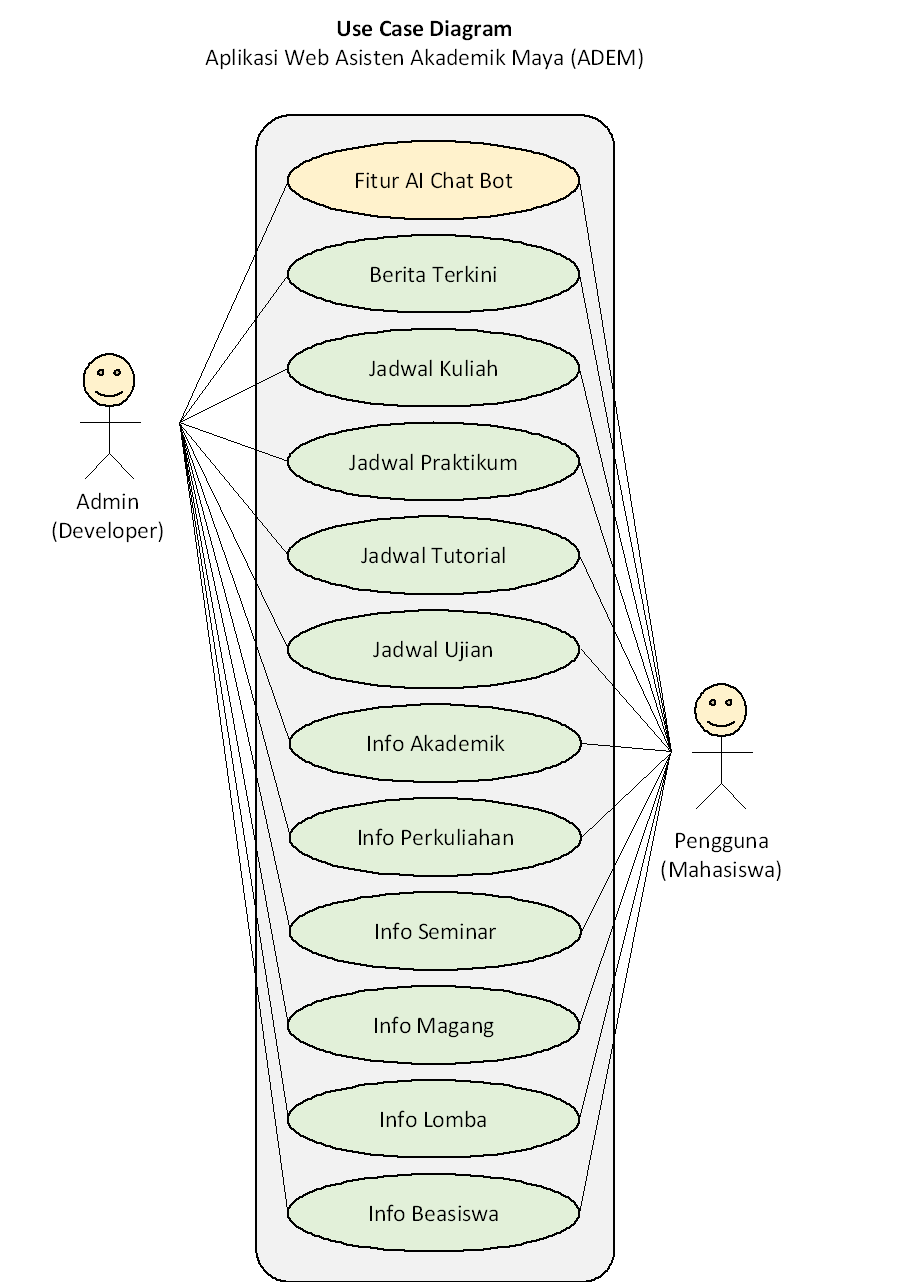 Use Case Diagram
Aplikasi Web Asisten Akademik Maya (ADEM)
Fitur AI Chat Bot
Berita Terkini
Jadwal Kuliah
Jadwal Praktikum
Admin
(Developer)
Jadwal Tutorial
Jadwal Ujian
Info Akademik
Info Perkuliahan
Pengguna
(Mahasiswa)
Info Seminar
Info Magang
Info Lomba
Info Beasiswa